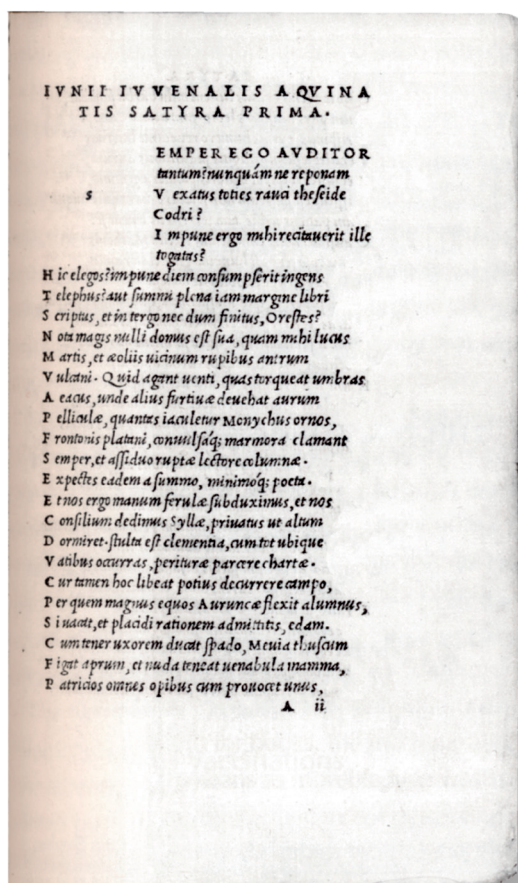 IVNII IVVENALIS AQVINA
TIS SATYRA PRIMA.
EMPER EGO AVDITOR
tantum? nunquám ne reponam
s
V exatus toties rauci theseide
Codri?
I mpune ergo mihi recitauerit ille
togatas?
H ic elegos? impune diem consumpserit ingens
T elephus? aut summi plena iam margine libri
S criptus, et in tergo nec dum finitus, Orestes?
N ota magis nulli domus est sua, quam mihi lucus
M artis, et æoliis uicinum rupibus antrum
V ulcani. Quid agant uenti, quas torqueat umbras
A eacus, unde alius furtiuæ deuehat aurum
P elliculæ, quantas iaculetur Monychus ornos,
F rontonis platani, conuulsaq; marmora clamant
S emper, et assiduo ruptæ lectore columnæ.
E xpectes eadem a summo, minimoq; poeta.
E t nos ergo manum ferulæ subduximus, et nos
C onsilium dedimus Syllæ, priuatus ut altum
D ormiret. stulta est clementia, cum tot ubique
V atibus occurras, perituræ parcere chartæ.
C ur tamen hoc libeat potius decurrere campo,
P er quem magnus equos Auruncæ flexit alumnus,
S i uacat, et placidi rationem admittitis, edam.
C um tener uxorem ducat spado, Meuia thuscum
F igat aprum, et nuda teneat uenabula mamma,
P atricios omnes opibus cum prouocet unus,
A ii